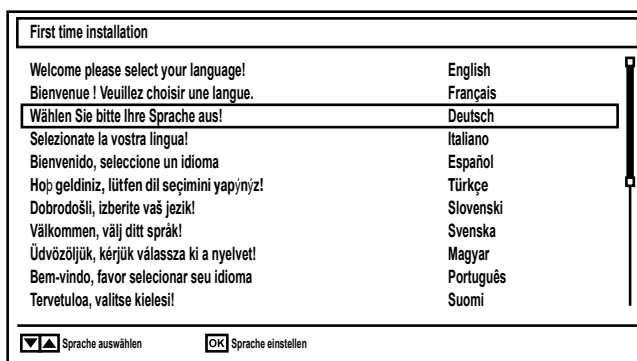 First time installation
Welcome please select your language! English
Bienvenue ! Veuillez choisir une langue. Français
Wählen Sie bitte Ihre Sprache aus! Deutsch
Selezionate la vostra lingua! Italiano
Bienvenido, seleccione un idioma Español
Hoþ geldiniz, lütfen dil seçimini yapýnýz! Türkçe
Dobrodošli, izberite vaš jezik! Slovenski
Välkommen, välj ditt språk! Svenska
Üdvözöljük, kérjük válassza ki a nyelvet! Magyar
Bem-vindo, favor selecionar seu idioma Português
Tervetuloa, valitse kielesi! Suomi
Sprache auswählen OK Sprache einstellen